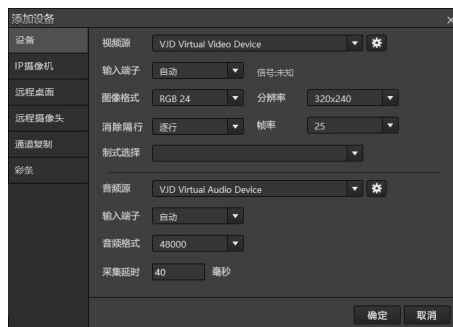 添加设备 ×
设备
IP摄像机
远程桌面
远程摄像头
通道复制
彩条
视频源 VJD Virtual Video Device
输入端子 自动 信号:未知
图像格式 RGB 24 分辨率 320x240
消除隔行 逐行 帧率 25
制式选择
音频源 VJD Virtual Audio Device
输入端子 自动
音频格式 48000
采集延时 40 毫秒
确定 取消